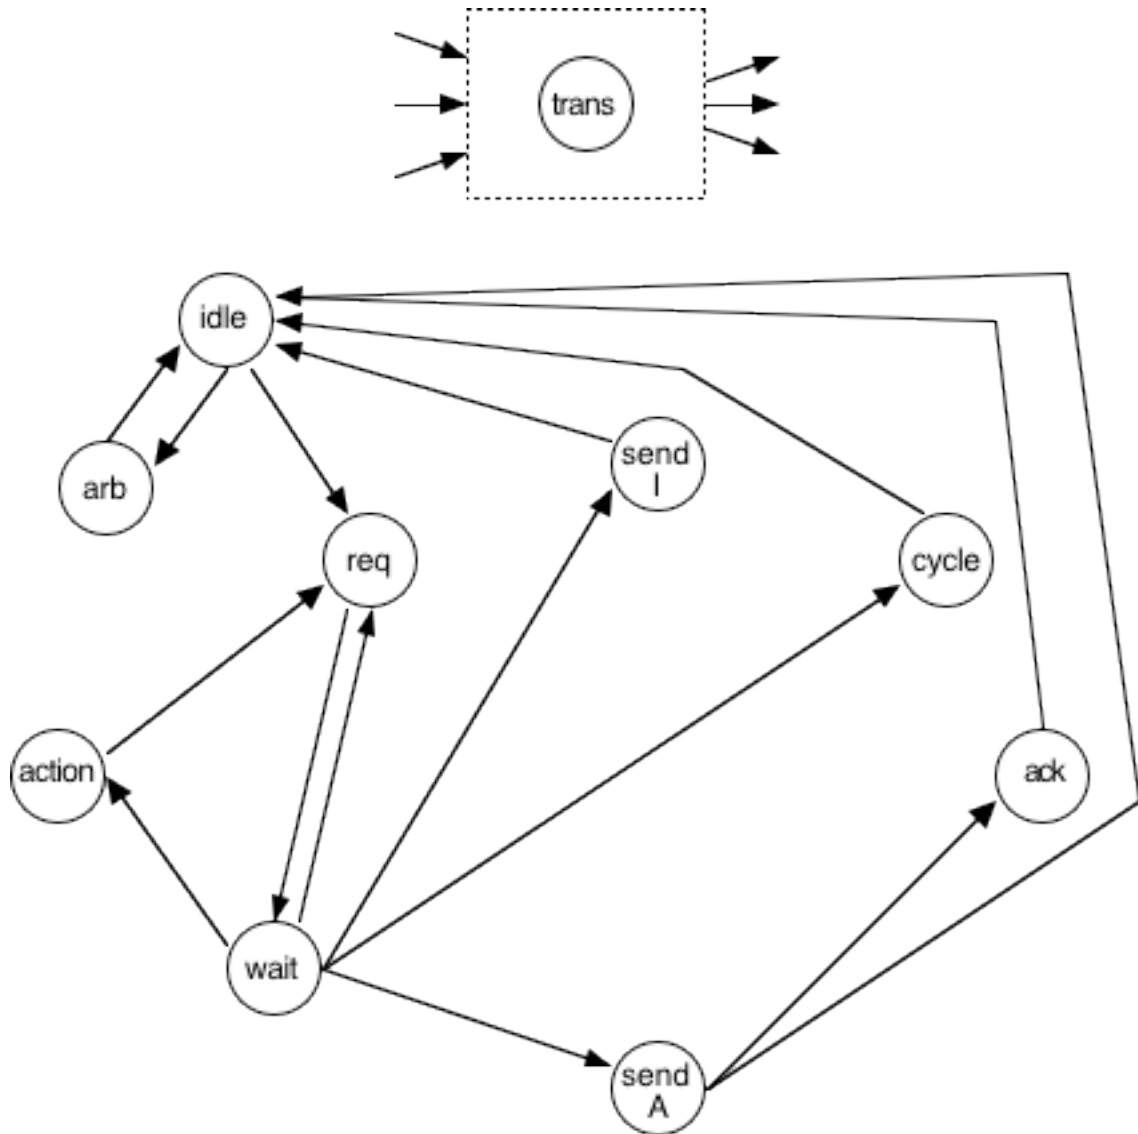 trans
idle
arb
send
I
req
cycle
action
ack
wait
send
A